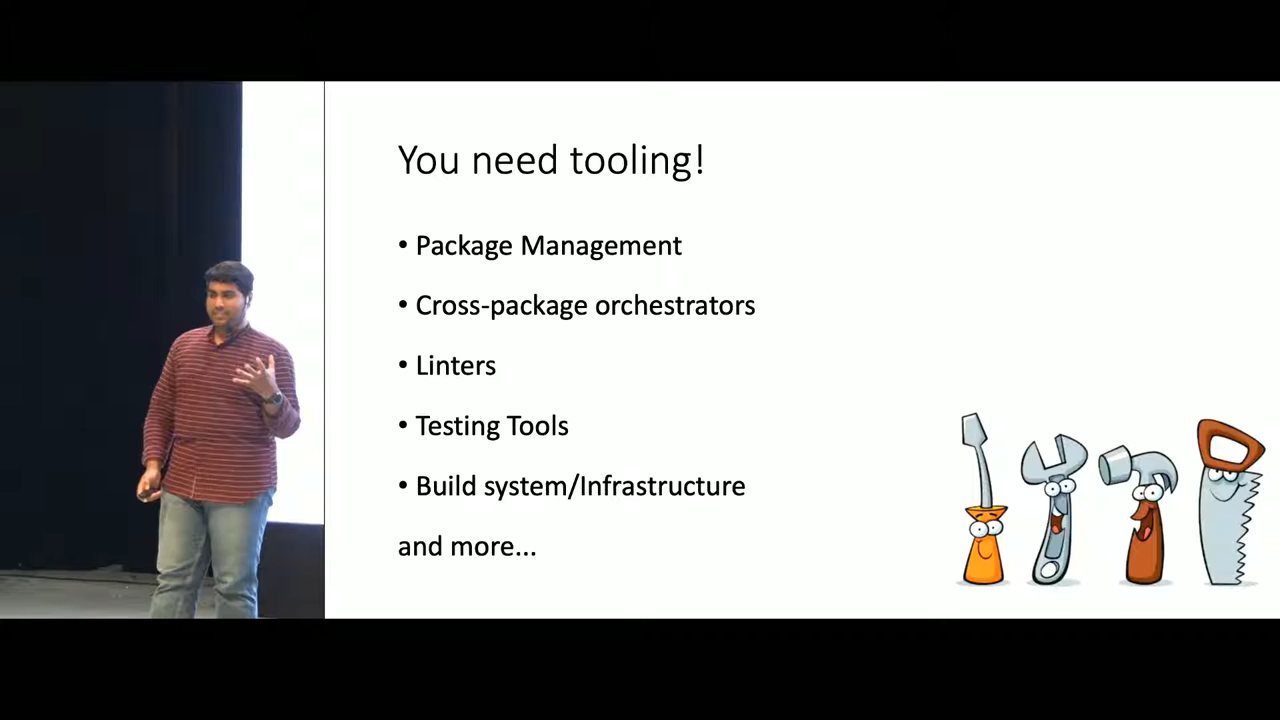 You need tooling!
• Package Management
• Cross-package orchestrators
• Linters
• Testing Tools
• Build system/Infrastructure
and more...